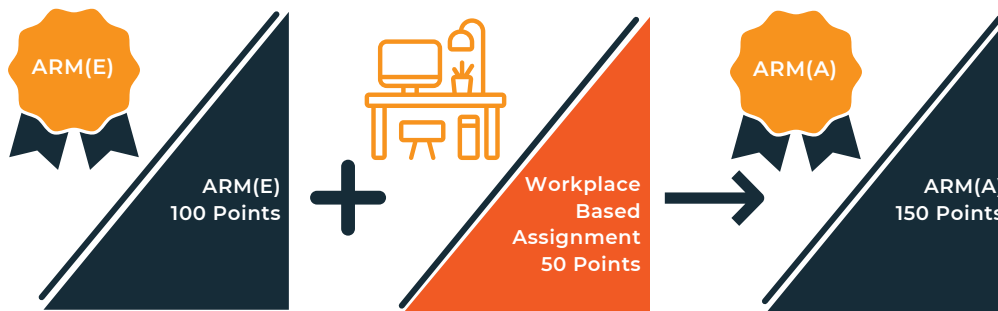 ARM(E)
ARM(E)
100 Points
Workplace
Based
Assignment
50 Points
ARM(A)
ARM(A)
150 Points